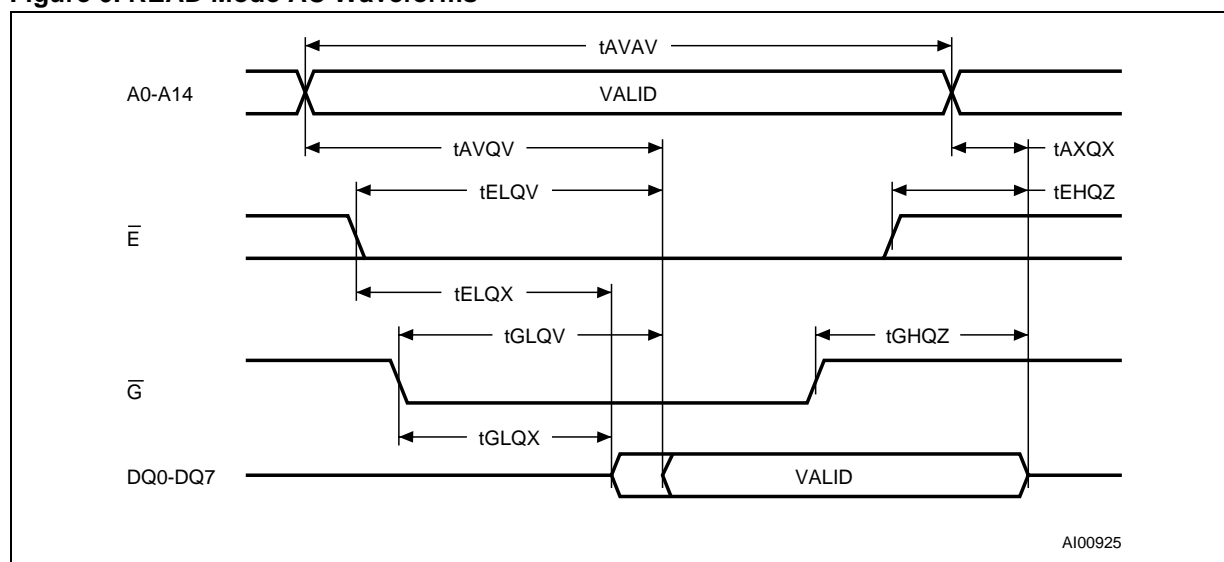 Figure READ Mode AC Waveforms
tAVAV
A0-A14
VALID
tAVQV
tAXQX
tELQV
tEHQZ
E̅
tELQX
tGLQV
tGHQZ
G̅
tGLQX
DQ0-DQ7
VALID
AI00925